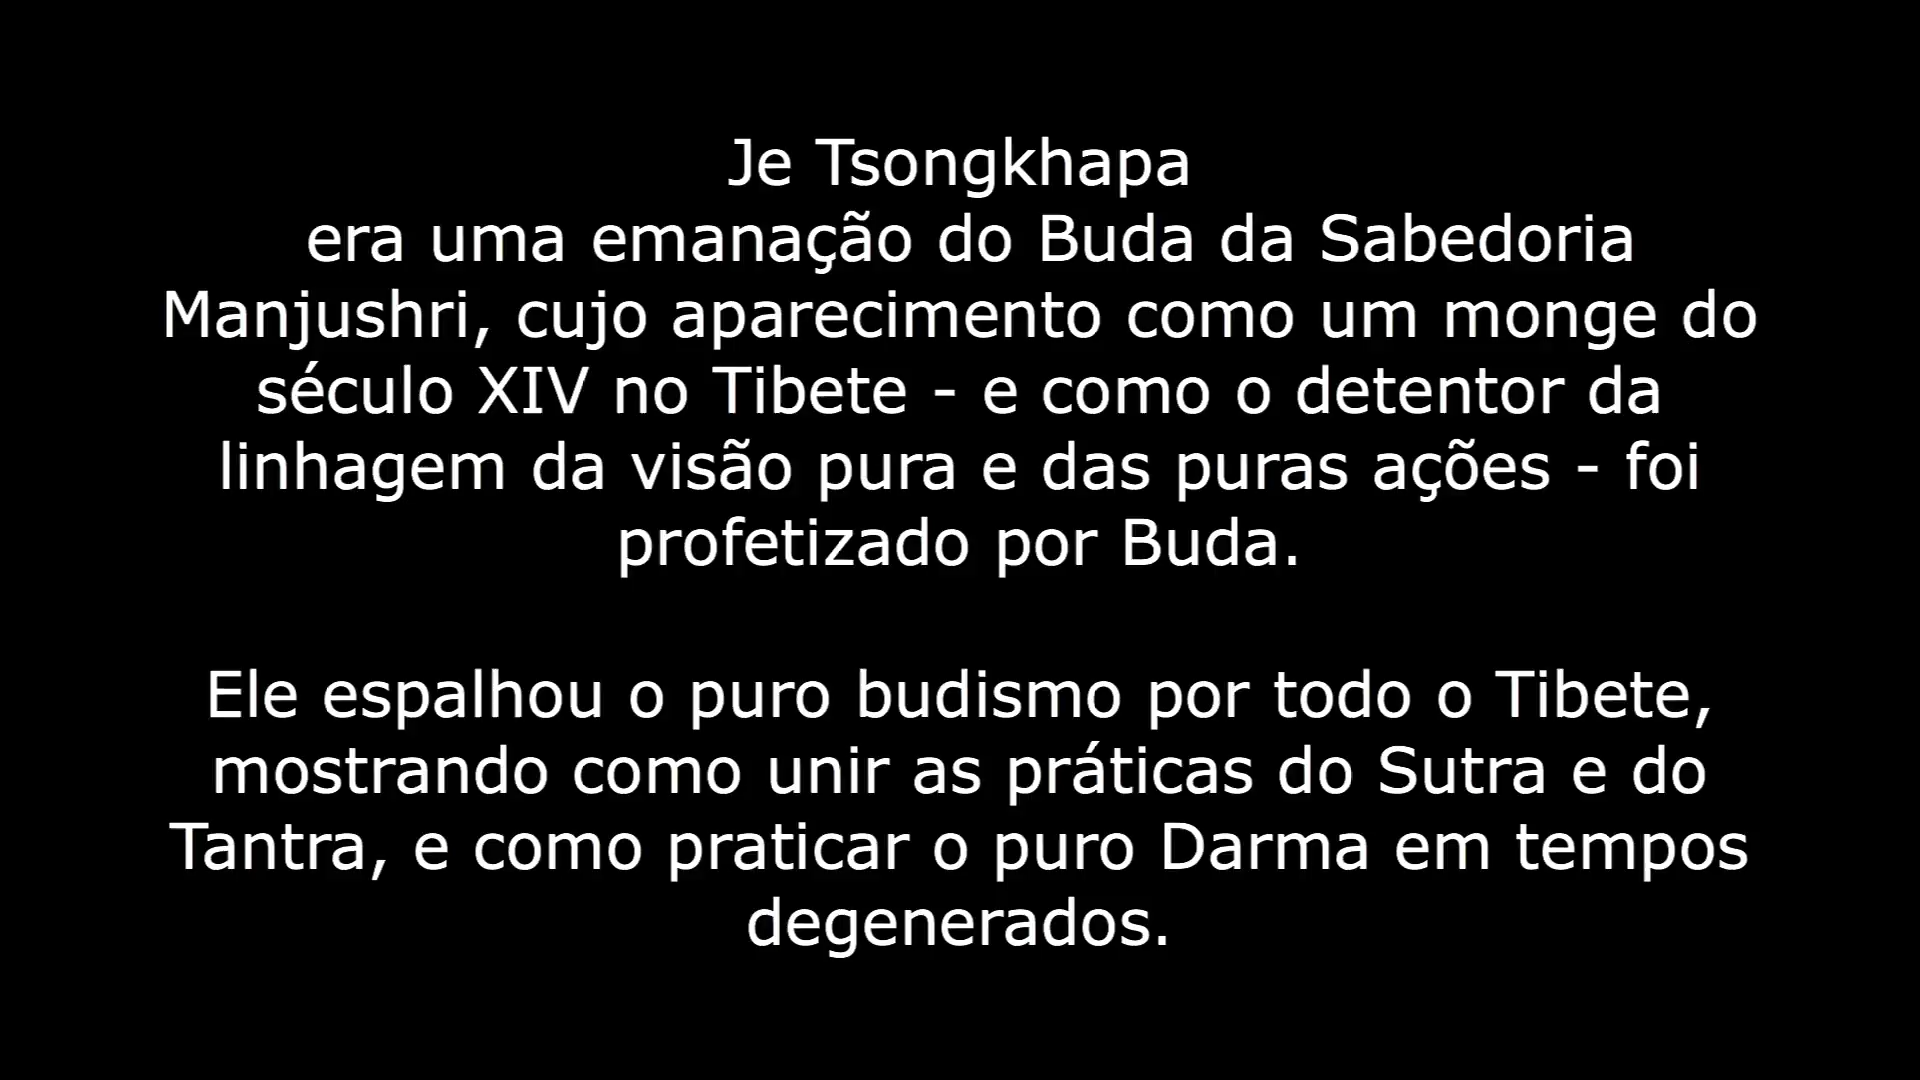 Je Tsongkhapa
era uma emanação do Buda da Sabedoria
Manjushri, cujo aparecimento como um monge do
século XIV no Tibete - e como o detentor da
linhagem da visão pura e das puras ações - foi
profetizado por Buda.
Ele espalhou o puro budismo por todo o Tibete,
mostrando como unir as práticas do Sutra e do
Tantra, e como praticar o puro Darma em tempos
degenerados.